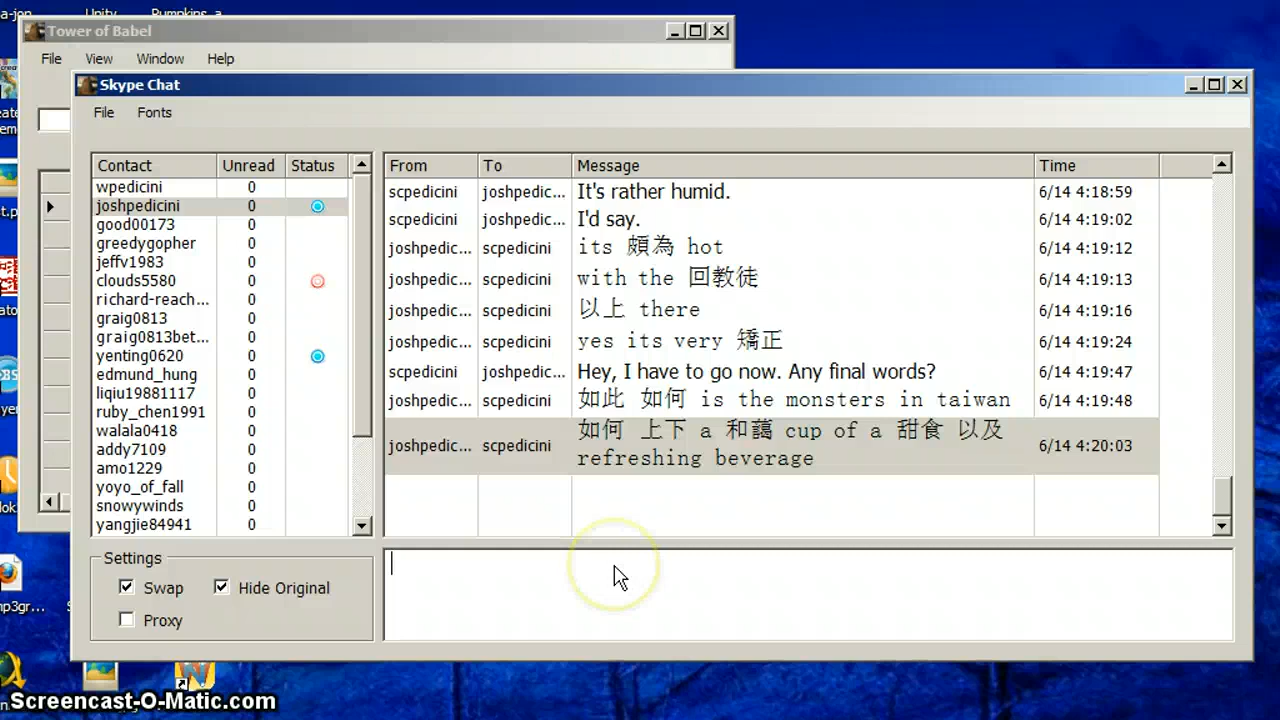 a-jon
Unity
Pumpkins_a
Tower of Babel
File View Window Help
Skype Chat
File Fonts
Contact Unread Status
wpedicini 0
joshpedicini 0
good00173 0
greedygopher 0
jeffv1983 0
clouds5580 0
richard-reach... 0
graig0813 0
graig0813bet... 0
yenting0620 0
edmund_hung 0
liqiu19881117 0
ruby_chen1991 0
walala0418 0
addy7109 0
amo1229 0
yoyo_of_fall 0
snowywinds 0
yangjie84941 0
From To Message Time
scpedicini joshpedic... It's rather humid. 6/14 4:18:59
scpedicini joshpedic... I'd say. 6/14 4:19:02
joshpedic... scpedicini its 頗為 hot 6/14 4:19:12
joshpedic... scpedicini with the 回教徒 6/14 4:19:13
joshpedic... scpedicini 以上 there 6/14 4:19:16
joshpedic... scpedicini yes its very 矯正 6/14 4:19:24
scpedicini joshpedic... Hey, I have to go now. Any final words? 6/14 4:19:47
joshpedic... scpedicini 如此 如何 is the monsters in taiwan 6/14 4:19:48
joshpedic... scpedicini 如何 上下 a 和藹 cup of a 甜食 以及 6/14 4:20:03
refreshing beverage
Settings
Swap Hide Original
Proxy
Screencast-O-Matic.com